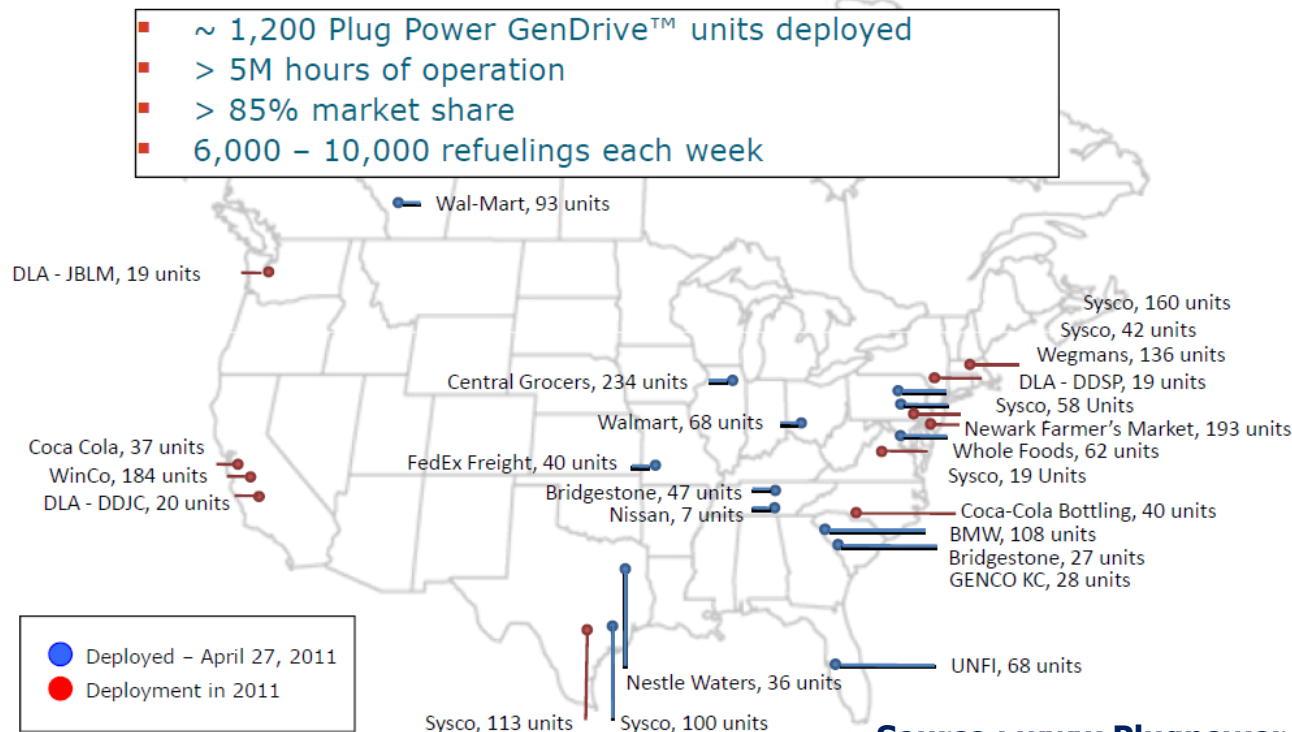 ~ 1,200 Plug Power GenDrive™ units deployed
> 5M hours of operation
> 85% market share
6,000 – 10,000 refuelings each week
Wal-Mart, 93 units
DLA - JBLM, 19 units
Sysco, 160 units
Sysco, 42 units
Wegmans, 136 units
Central Grocers, 234 units
DLA - DDSP, 19 units
Sysco, 58 Units
Walmart, 68 units
Newark Farmer's Market, 193 units
Coca Cola, 37 units
Whole Foods, 62 units
FedEx Freight, 40 units
WinCo, 184 units
Sysco, 19 Units
DLA - DDJC, 20 units
Bridgestone, 47 units
Nissan, 7 units
Coca-Cola Bottling, 40 units
BMW, 108 units
Bridgestone, 27 units
GENCO KC, 28 units
Deployed – April 27, 2011
Deployment in 2011
UNFI, 68 units
Nestle Waters, 36 units
Sysco, 113 units
Sysco, 100 units